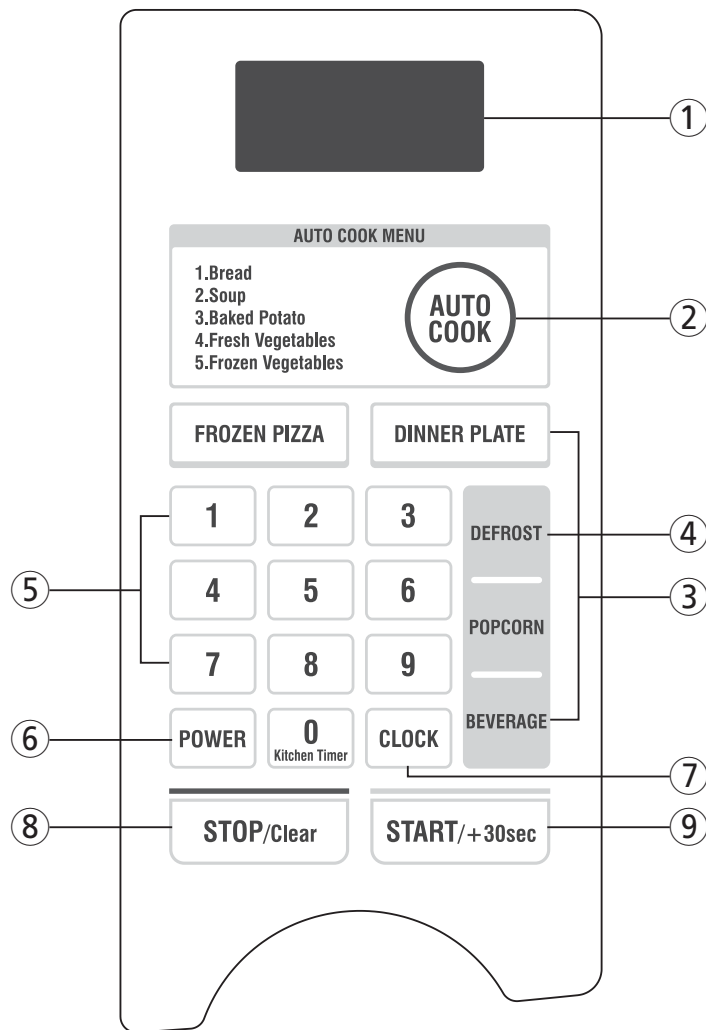 ①
AUTO COOK MENU
1.Bread
2.Soup
3.Baked Potato
4.Fresh Vegetables
5.Frozen Vegetables
AUTO
COOK
②
FROZEN PIZZA
DINNER PLATE
1
2
3
DEFROST
④
⑤
4
5
6
POPCORN
③
7
8
9
BEVERAGE
⑥
POWER
0
Kitchen Timer
CLOCK
⑦
⑧
STOP/Clear
START/+30sec
⑨